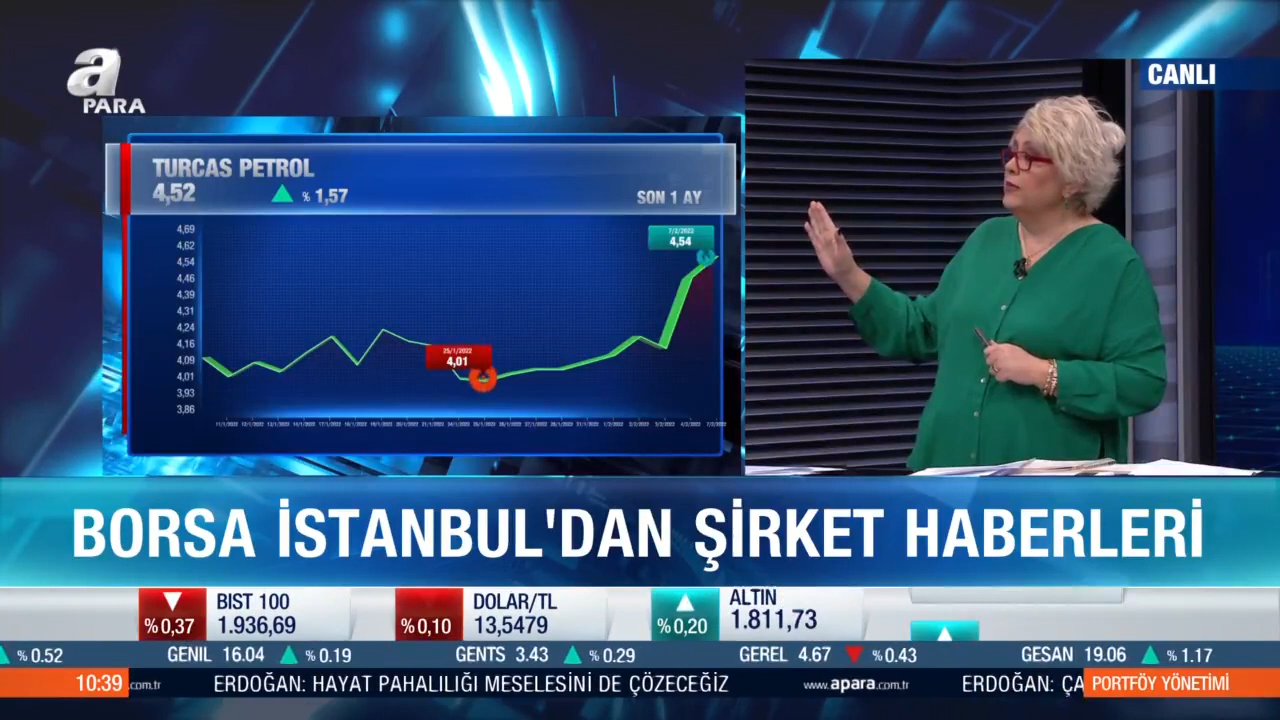 a
PARA
CANLI
TURCAS PETROL
4,52 % 1,57 SON 1 AY
4,69
4,62
4,54
4,46
4,39
4,31
4,24
4,16
4,09
4,01
3,93
3,86
7/2/2022
4,54
25/1/2022
4,01
BORSA İSTANBUL'DAN ŞİRKET HABERLERİ
%0,37 BIST 100 1.936,69
%0,10 DOLAR/TL 13,5479
%0,20 ALTIN 1.811,73
%0.52 GENIL 16.04 %0.19 GENTS 3.43 %0.29 GEREL 4.67 %0.43 GESAN 19.06 %1.17
10:39 .com.tr ERDOĞAN: HAYAT PAHALILIĞI MESELESİNİ DE ÇÖZECEĞİZ www.apara.com.tr ERDOĞAN: ÇA PORTFÖY YÖNETİMİ